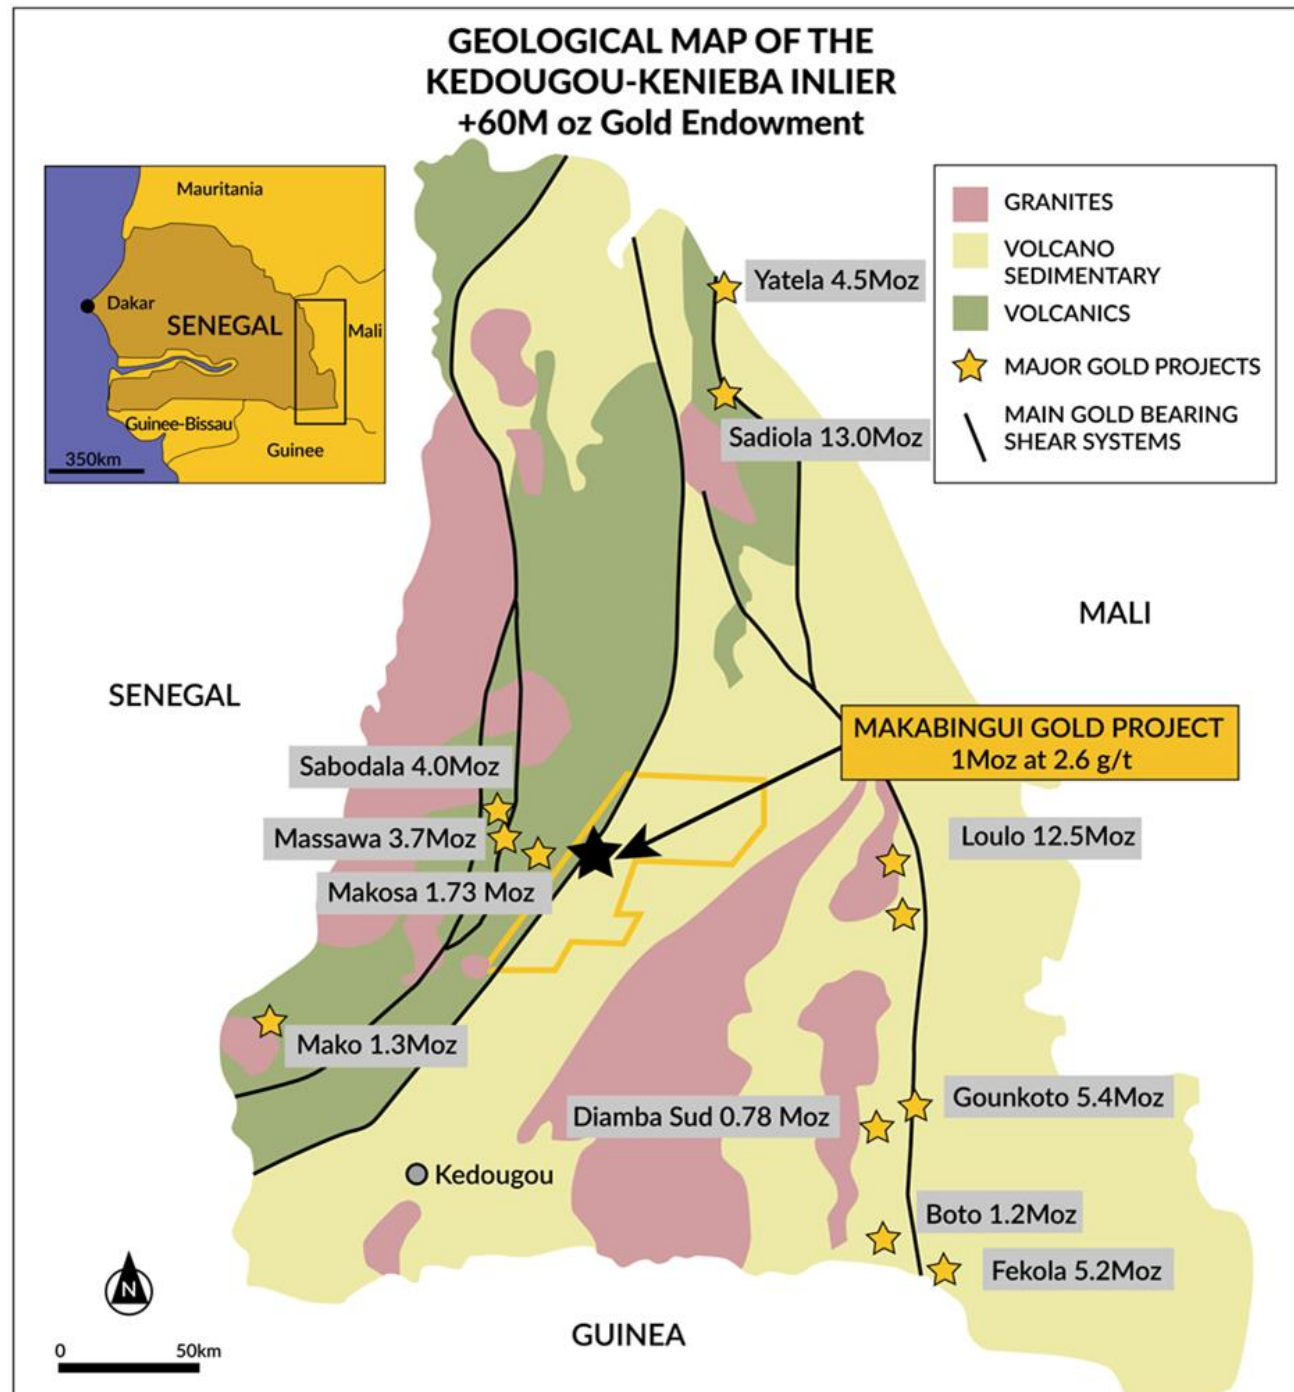 GEOLOGICAL MAP OF THE
KEDOUGOU-KENIEBA INLIER
+60M oz Gold Endowment
Mauritania
Dakar
SENEGAL
Mali
Guinee-Bissau
Guinee
350km
GRANITES
VOLCANO
SEDIMENTARY
VOLCANICS
MAJOR GOLD PROJECTS
MAIN GOLD BEARING
SHEAR SYSTEMS
Yatela 4.5Moz
Sadiola 13.0Moz
MALI
SENEGAL
MAKABINGUI GOLD PROJECT
1Moz at 2.6 g/t
Sabodala 4.0Moz
Massawa 3.7Moz
Makosa 1.73 Moz
Loulo 12.5Moz
Mako 1.3Moz
Gounkoto 5.4Moz
Diamba Sud 0.78 Moz
Kedougou
Boto 1.2Moz
Fekola 5.2Moz
N
GUINEA
0 50km